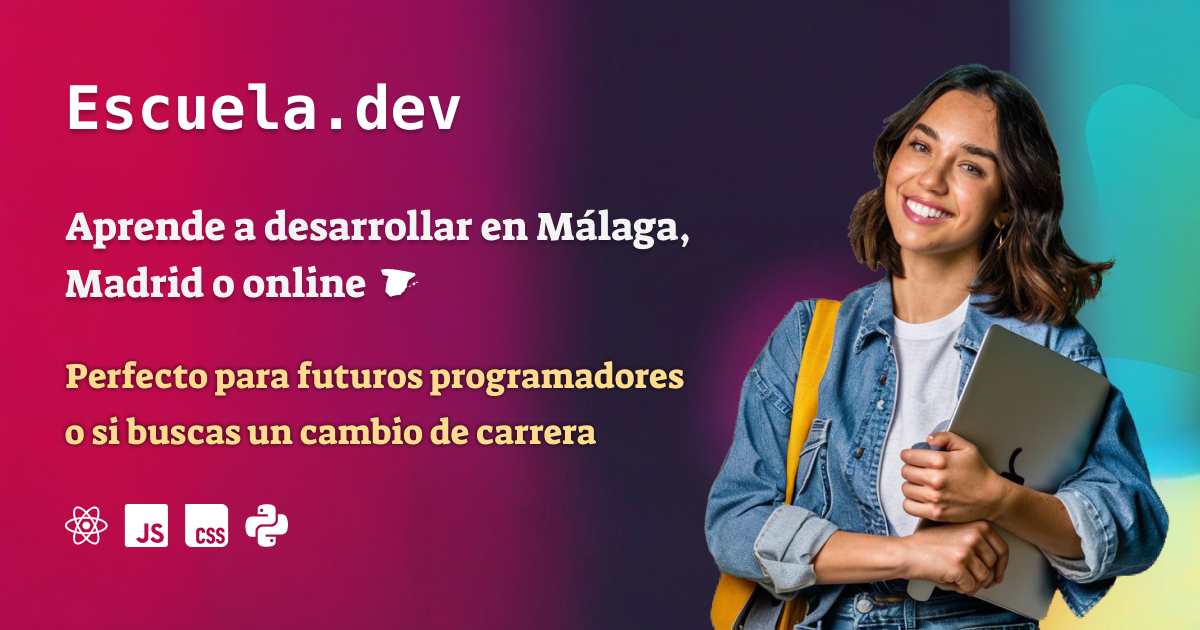 Escuela.dev
Aprende a desarrollar en Málaga,
Madrid o online
Perfecto para futuros programadores
o si buscas un cambio de carrera
JS CSS